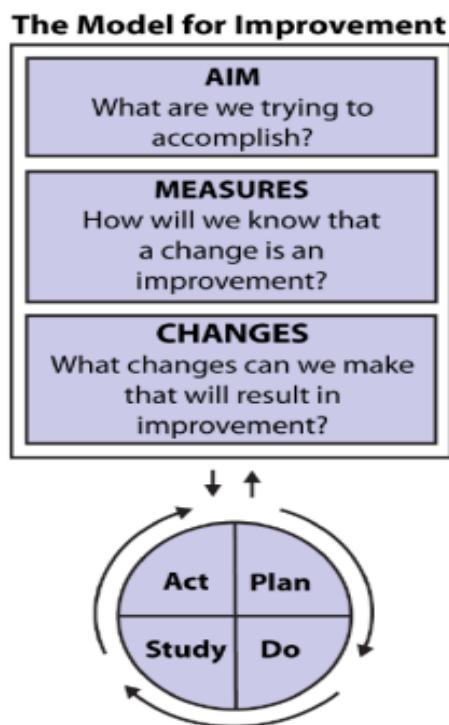 The Model for Improvement
AIM
What are we trying to
accomplish?
MEASURES
How will we know that
a change is an
improvement?
CHANGES
What changes can we make
that will result in
improvement?
Act Plan
Study Do